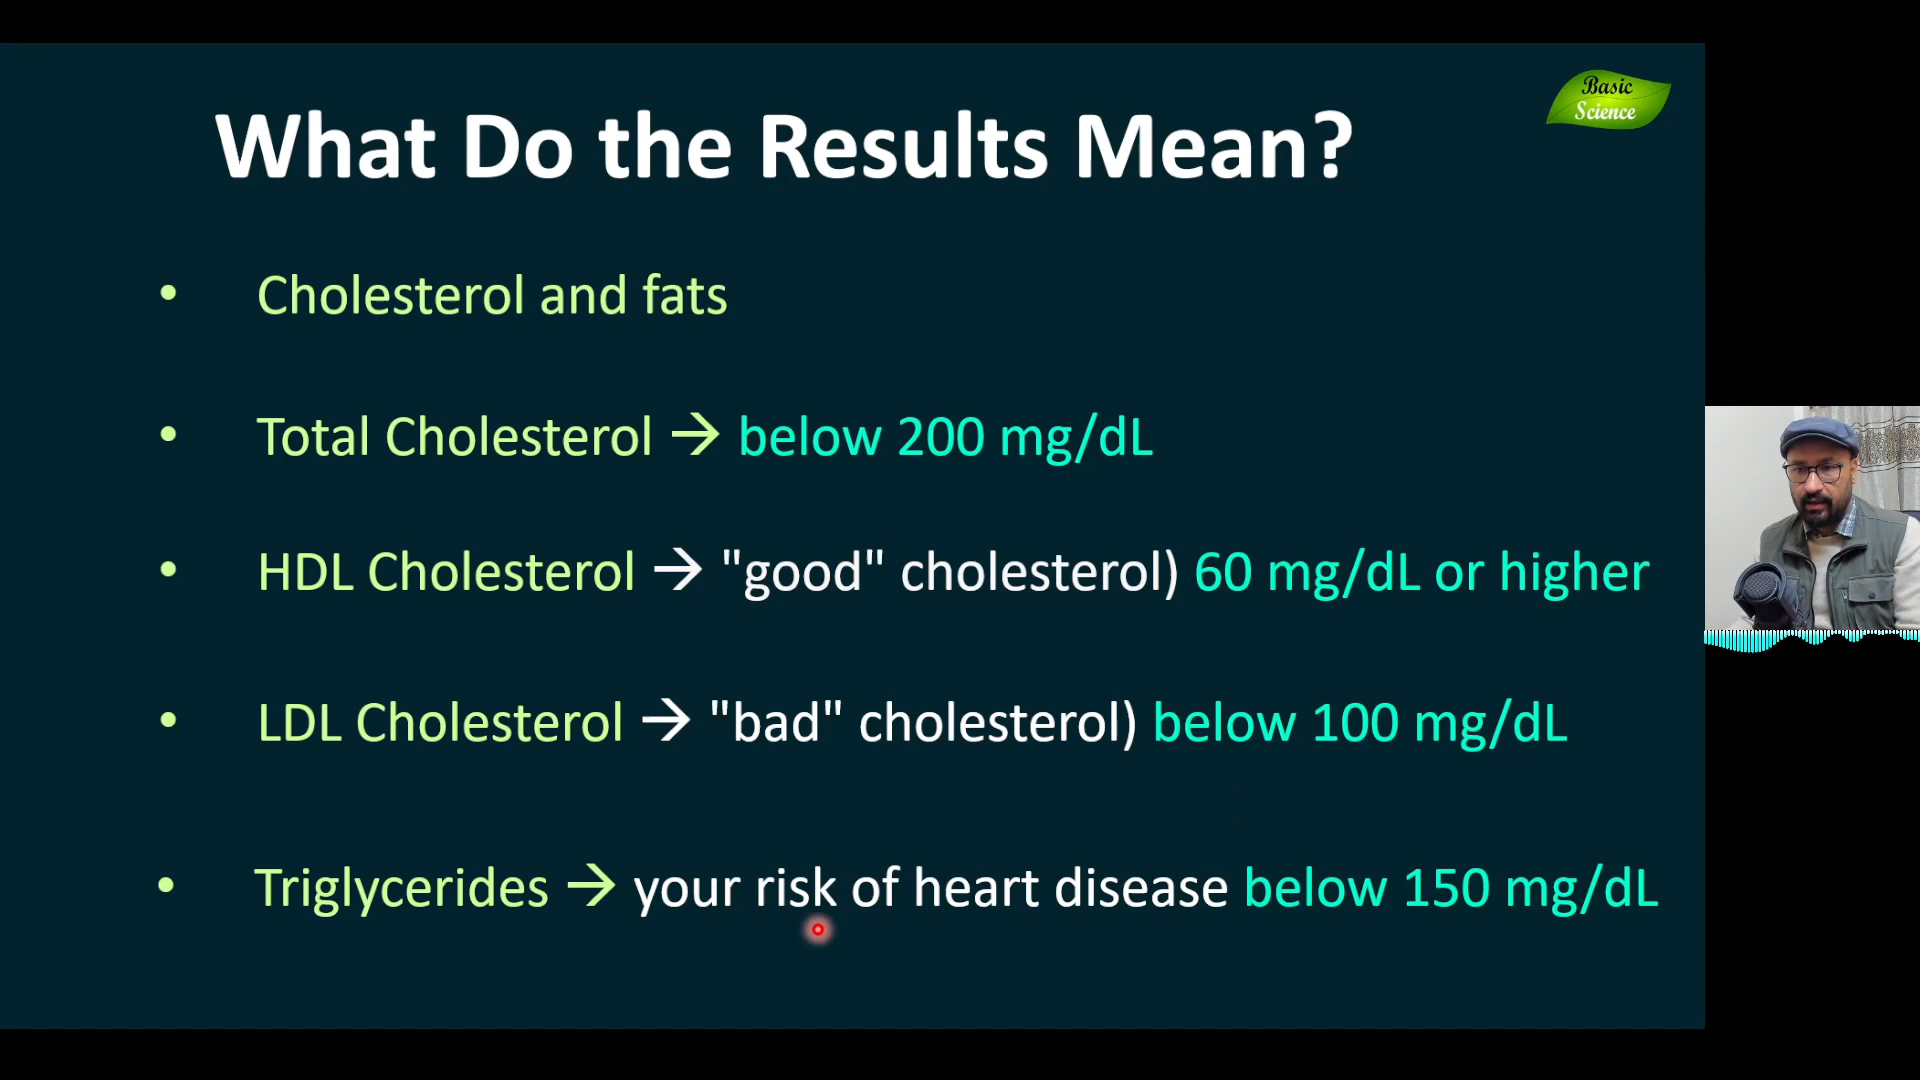 Basic
Science
What Do the Results Mean?
• Cholesterol and fats
• Total Cholesterol → below 200 mg/dL
• HDL Cholesterol → "good" cholesterol) 60 mg/dL or higher
• LDL Cholesterol → "bad" cholesterol) below 100 mg/dL
• Triglycerides → your risk of heart disease below 150 mg/dL